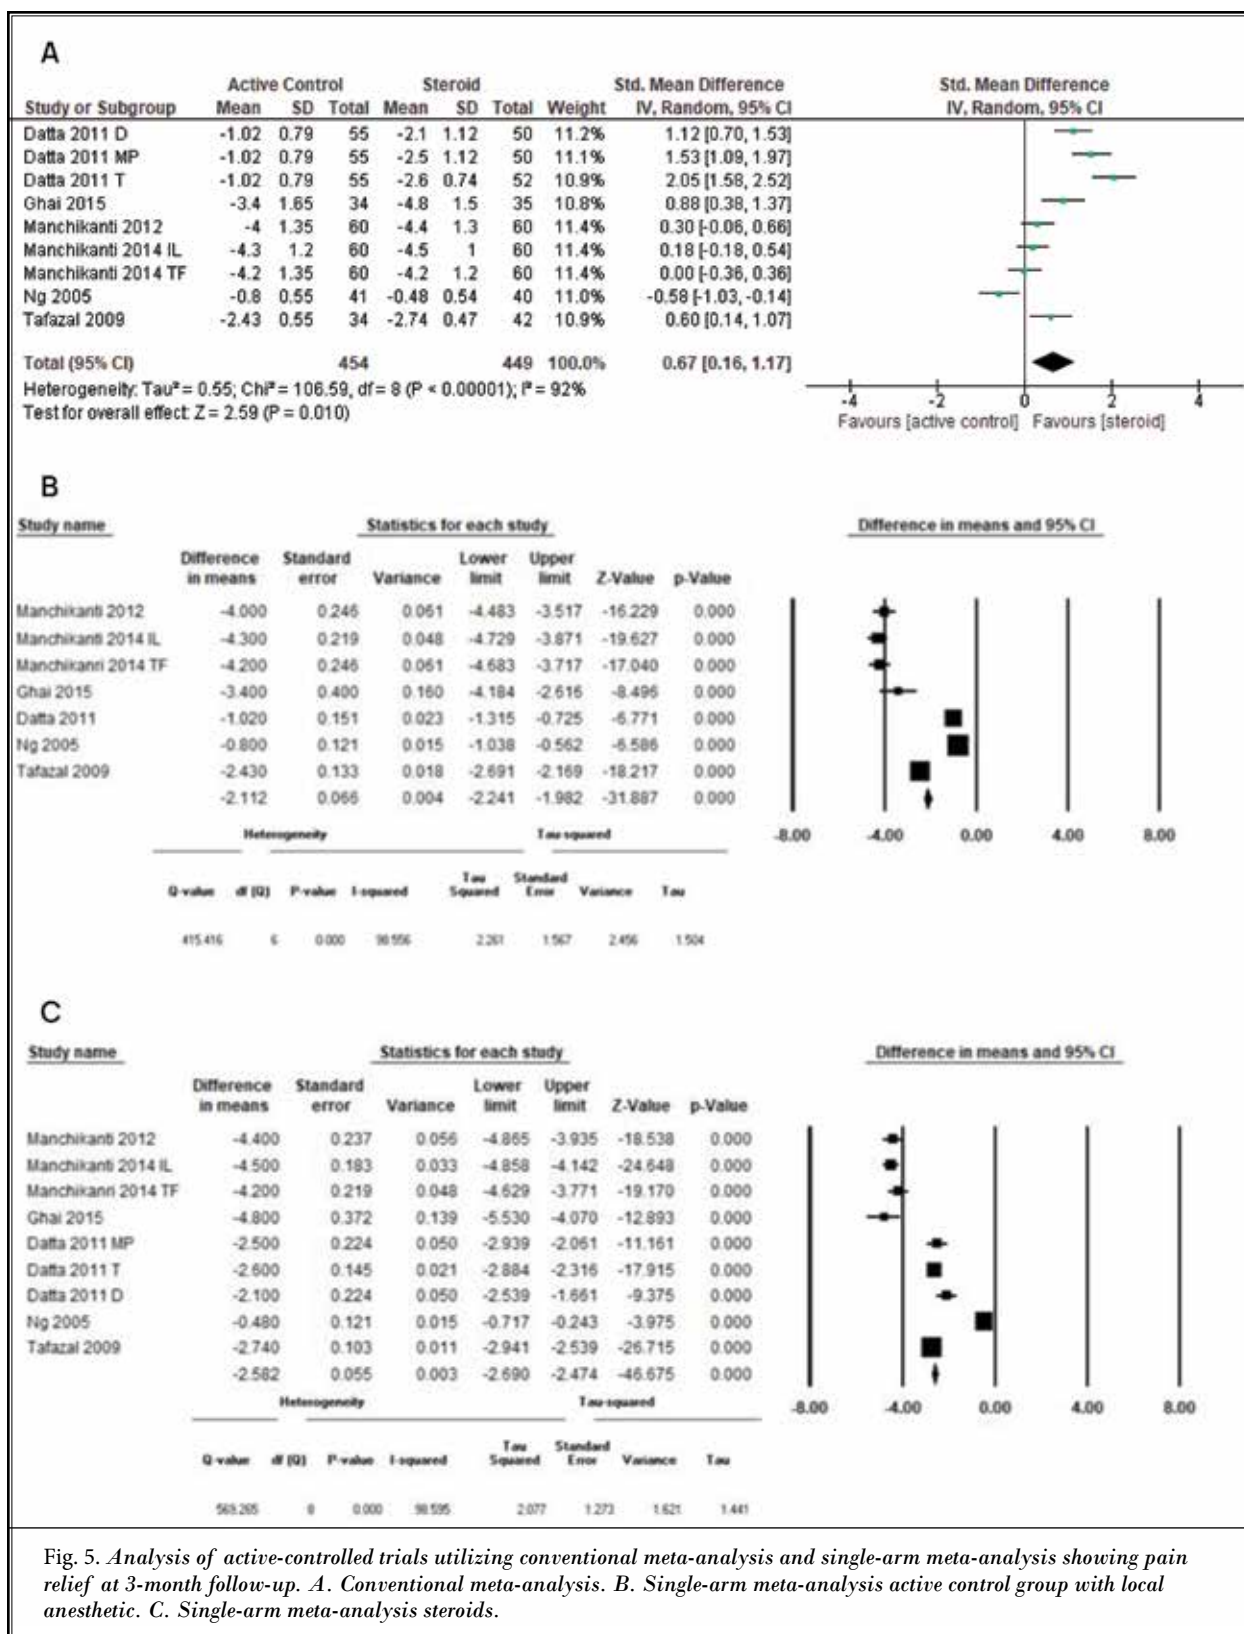 A
Active Control Steroid Std. Mean Difference Std. Mean Difference
Study or Subgroup Mean SD Total Mean SD Total Weight IV, Random, 95% CI IV, Random, 95% CI
Datta 2011 D -1.02 0.79 55 -2.1 1.12 50 11.2% 1.12 [0.70, 1.53]
Datta 2011 MP -1.02 0.79 55 -2.5 1.12 50 11.1% 1.53 [1.09, 1.97]
Datta 2011 T -1.02 0.79 55 -2.6 0.74 52 10.9% 2.05 [1.58, 2.52]
Ghai 2015 -3.4 1.65 34 -4.8 1.5 35 10.8% 0.88 [0.38, 1.37]
Manchikanti 2012 -4 1.35 60 -4.4 1.3 60 11.4% 0.30 [-0.06, 0.66]
Manchikanti 2014 IL -4.3 1.2 60 -4.5 1 60 11.4% 0.18 [-0.18, 0.54]
Manchikanti 2014 TF -4.2 1.35 60 -4.2 1.2 60 11.4% 0.00 [-0.36, 0.36]
Ng 2005 -0.8 0.55 41 -0.48 0.54 40 11.0% -0.58 [-1.03, -0.14]
Tafazal 2009 -2.43 0.55 34 -2.74 0.47 42 10.9% 0.60 [0.14, 1.07]
Total (95% CI) 454 449 100.0% 0.67 [0.16, 1.17]
Heterogeneity: Tau² = 0.55; Chi² = 106.59, df = 8 (P < 0.00001); I² = 92%
Test for overall effect: Z = 2.59 (P = 0.010)
-4 -2 0 2 4
Favours [active control] Favours [steroid]
B
Study name Statistics for each study Difference in means and 95% CI
Difference Standard Lower Upper
in means error Variance limit limit Z-Value p-Value
Manchikanti 2012 -4.000 0.246 0.061 -4.483 -3.517 -16.229 0.000
Manchikanti 2014 IL -4.300 0.219 0.048 -4.729 -3.871 -19.627 0.000
Manchikanri 2014 TF -4.200 0.246 0.061 -4.683 -3.717 -17.040 0.000
Ghai 2015 -3.400 0.400 0.160 -4.184 -2.616 -8.496 0.000
Datta 2011 -1.020 0.151 0.023 -1.315 -0.725 -6.771 0.000
Ng 2005 -0.800 0.121 0.015 -1.038 -0.562 -6.586 0.000
Tafazal 2009 -2.430 0.133 0.018 -2.691 -2.169 -18.217 0.000
-2.112 0.066 0.004 -2.241 -1.982 -31.887 0.000
-8.00 -4.00 0.00 4.00 8.00
Heterogeneity Tau-squared
Tau Standard
Q-value df (Q) P-value I-squared Squared Error Variance Tau
415.416 6 0.000 98.556 2.261 1.567 2.456 1.504
C
Study name Statistics for each study Difference in means and 95% CI
Difference Standard Lower Upper
in means error Variance limit limit Z-Value p-Value
Manchikanti 2012 -4.400 0.237 0.056 -4.865 -3.935 -18.538 0.000
Manchikanti 2014 IL -4.500 0.183 0.033 -4.858 -4.142 -24.648 0.000
Manchikanri 2014 TF -4.200 0.219 0.048 -4.629 -3.771 -19.170 0.000
Ghai 2015 -4.800 0.372 0.139 -5.530 -4.070 -12.893 0.000
Datta 2011 MP -2.500 0.224 0.050 -2.939 -2.061 -11.161 0.000
Datta 2011 T -2.600 0.145 0.021 -2.884 -2.316 -17.915 0.000
Datta 2011 D -2.100 0.224 0.050 -2.539 -1.661 -9.375 0.000
Ng 2005 -0.480 0.121 0.015 -0.717 -0.243 -3.975 0.000
Tafazal 2009 -2.740 0.103 0.011 -2.941 -2.539 -26.715 0.000
-2.582 0.055 0.003 -2.690 -2.474 -46.675 0.000
-8.00 -4.00 0.00 4.00 8.00
Heterogeneity Tau-squared
Tau Standard
Q-value df (Q) P-value I-squared Squared Error Variance Tau
0.000 98.595 2.077 1.273 1.621 1.441
Fig. 5. Analysis of active-controlled trials utilizing conventional meta-analysis and single-arm meta-analysis showing pain
relief at 3-month follow-up. A. Conventional meta-analysis. B. Single-arm meta-analysis active control group with local
anesthetic. C. Single-arm meta-analysis steroids.